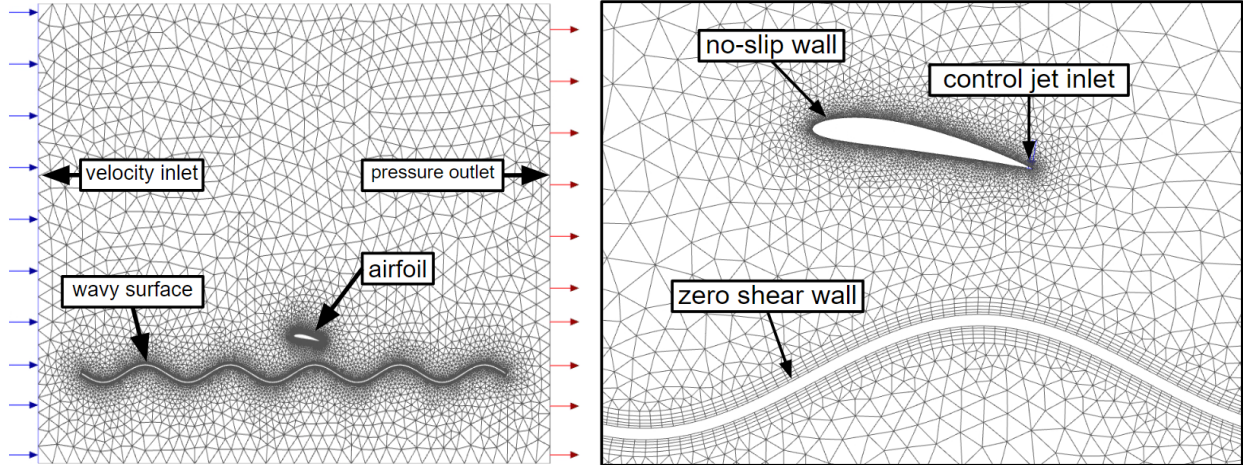 velocity inlet
pressure outlet
airfoil
wavy surface
no-slip wall
control jet inlet
zero shear wall